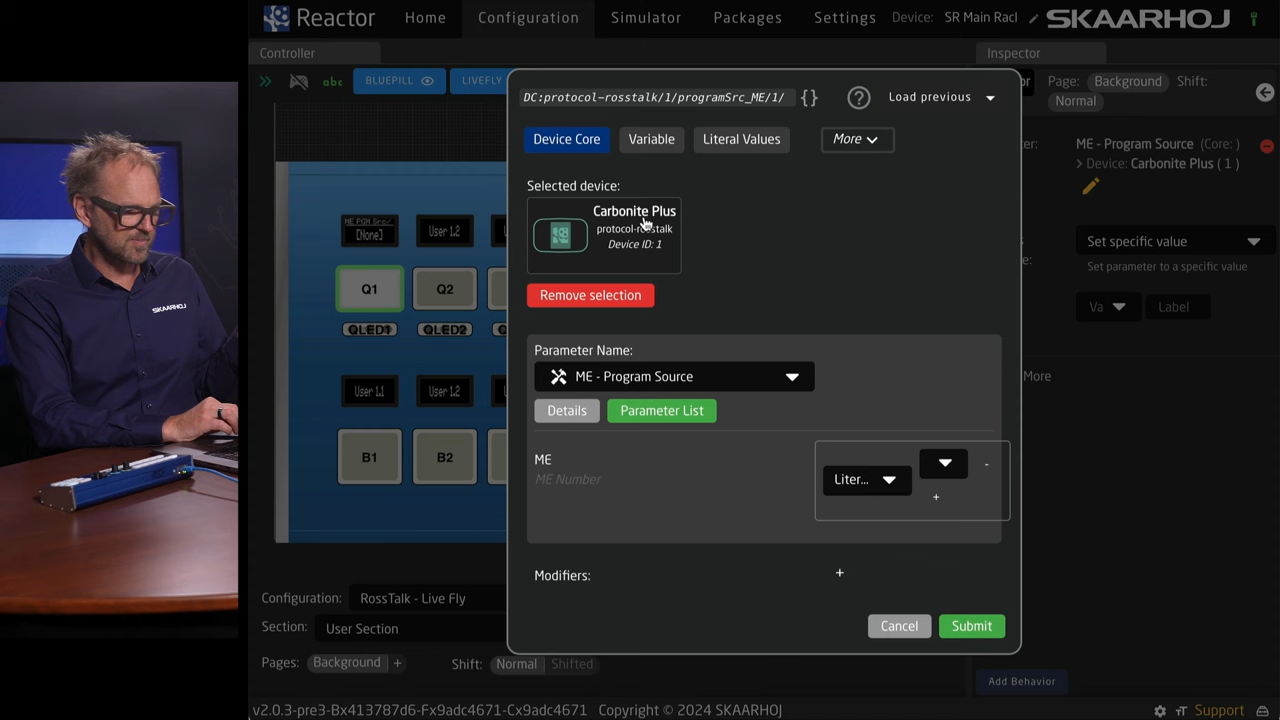 Reactor
Home
Configuration
Simulator
Packages
Settings
Device: SR Main Racl
SKAARHOJ
Controller
Inspector
abc
BLUEPILL
LIVEFLY
ME PGM Src/
[None]
User 1.2
Q1
Q2
QLED1
QLED2
User 1.1
User 1.2
B1
B2
Configuration: RossTalk - Live Fly
Section: User Section
Pages: Background +
Shift: Normal Shifted
v2.0.3-pre3-Bx413787d6-Fx9adc4671-Cx9adc4671 Copyright © 2024 SKAARHOJ
DC:protocol-rosstalk/1/programSrc_ME/1/
{}
?
Load previous
Device Core
Variable
Literal Values
More
Selected device:
Carbonite Plus
Device ID: 1
Remove selection
Parameter Name:
ME - Program Source
Details
Parameter List
ME
ME Number
Liter...
-
+
Modifiers:
+
Cancel
Submit
Page: Background Shift:
Normal
ME - Program Source (Core: )
> Device: Carbonite Plus ( 1 )
Set specific value
Set parameter to a specific value
Va
Label
More
Add Behavior
Support
SKAARHOJ